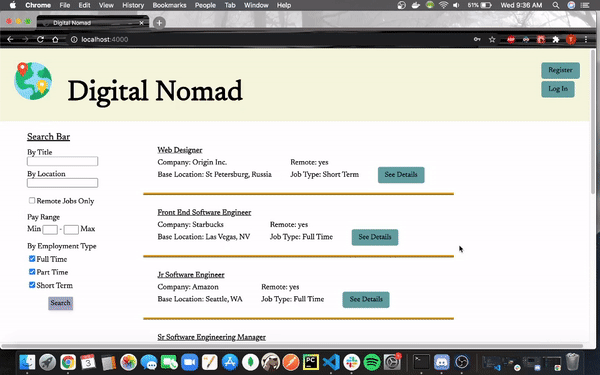 Chrome File Edit View History Bookmarks People Tab Window Help 51% Wed 9:36 AM
Digital Nomad
localhost:4000
Digital Nomad
Register
Log In
Search Bar
By Title
By Location
Remote Jobs Only
Pay Range
Min - Max
By Employment Type
Full Time
Part Time
Short Term
Search
Web Designer
Company: Origin Inc. Remote: yes
Base Location: St Petersburg, Russia Job Type: Short Term See Details
Front End Software Engineer
Company: Starbucks Remote: yes
Base Location: Las Vegas, NV Job Type: Full Time See Details
Jr Software Engineer
Company: Amazon Remote: yes
Base Location: Seattle, WA Job Type: Full Time See Details
Sr Software Engineering Manager